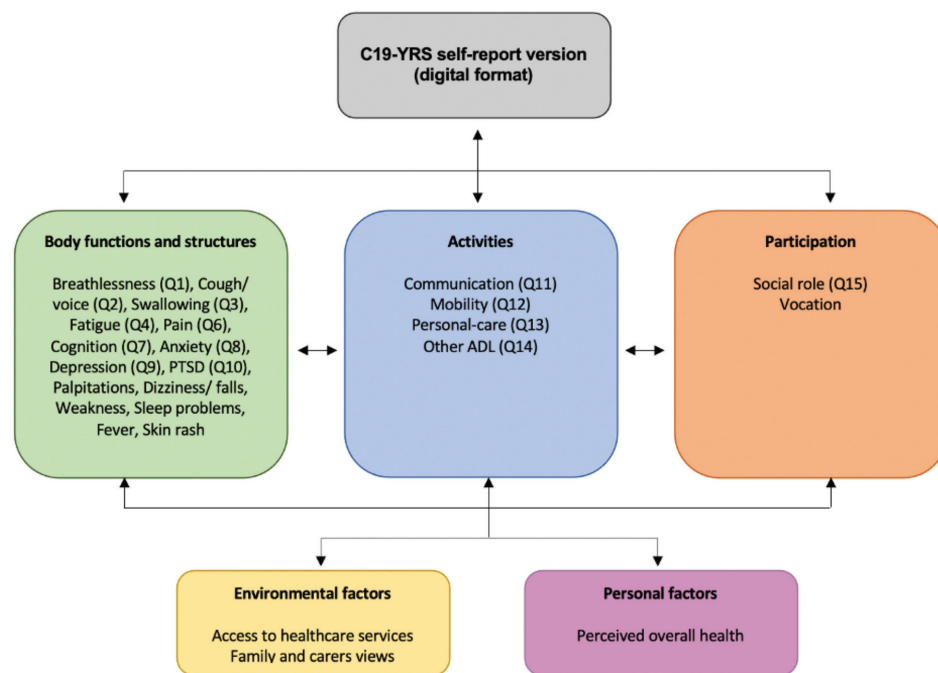 C19-YRS self-report version
(digital format)
Body functions and structures
Breathlessness (Q1), Cough/
voice (Q2), Swallowing (Q3),
Fatigue (Q4), Pain (Q6),
Cognition (Q7), Anxiety (Q8),
Depression (Q9), PTSD (Q10),
Palpitations, Dizziness/ falls,
Weakness, Sleep problems,
Fever, Skin rash
Activities
Communication (Q11)
Mobility (Q12)
Personal-care (Q13)
Other ADL (Q14)
Participation
Social role (Q15)
Vocation
Environmental factors
Access to healthcare services
Family and carers views
Personal factors
Perceived overall health